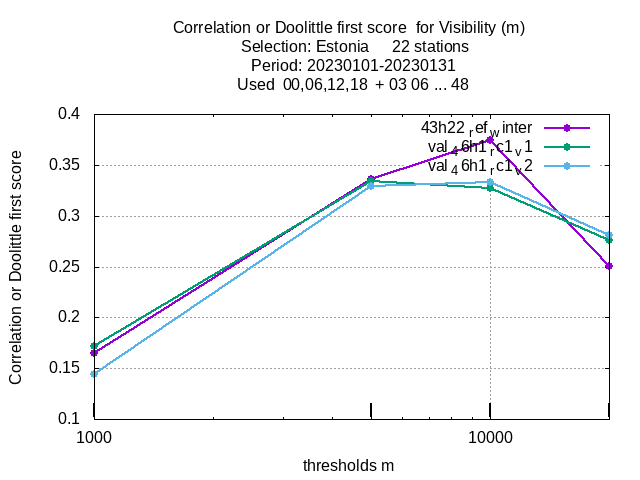 Correlation or Doolittle first score  for Visibility (m)
Selection: Estonia     22 stations
Period: 20230101-20230131
Used  00,06,12,18  + 03 06 ... 48
0.4
43h22_ref_winter
val_46h1_rc1_v1
val_46h1_rc1_v2
0.35
0.3
0.25
0.2
0.15
0.1
Correlation or Doolittle first score
1000
10000
thresholds m